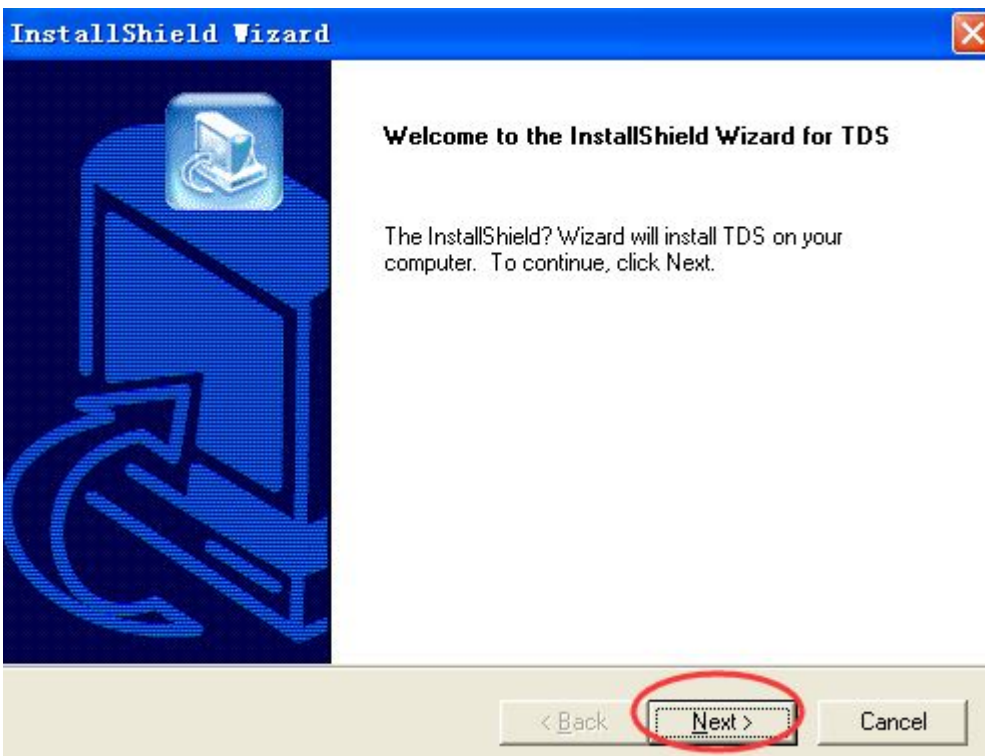 InstallShield Wizard
Welcome to the InstallShield Wizard for TDS
The InstallShield? Wizard will install TDS on your
computer.  To continue, click Next.
< Back
Next >
Cancel